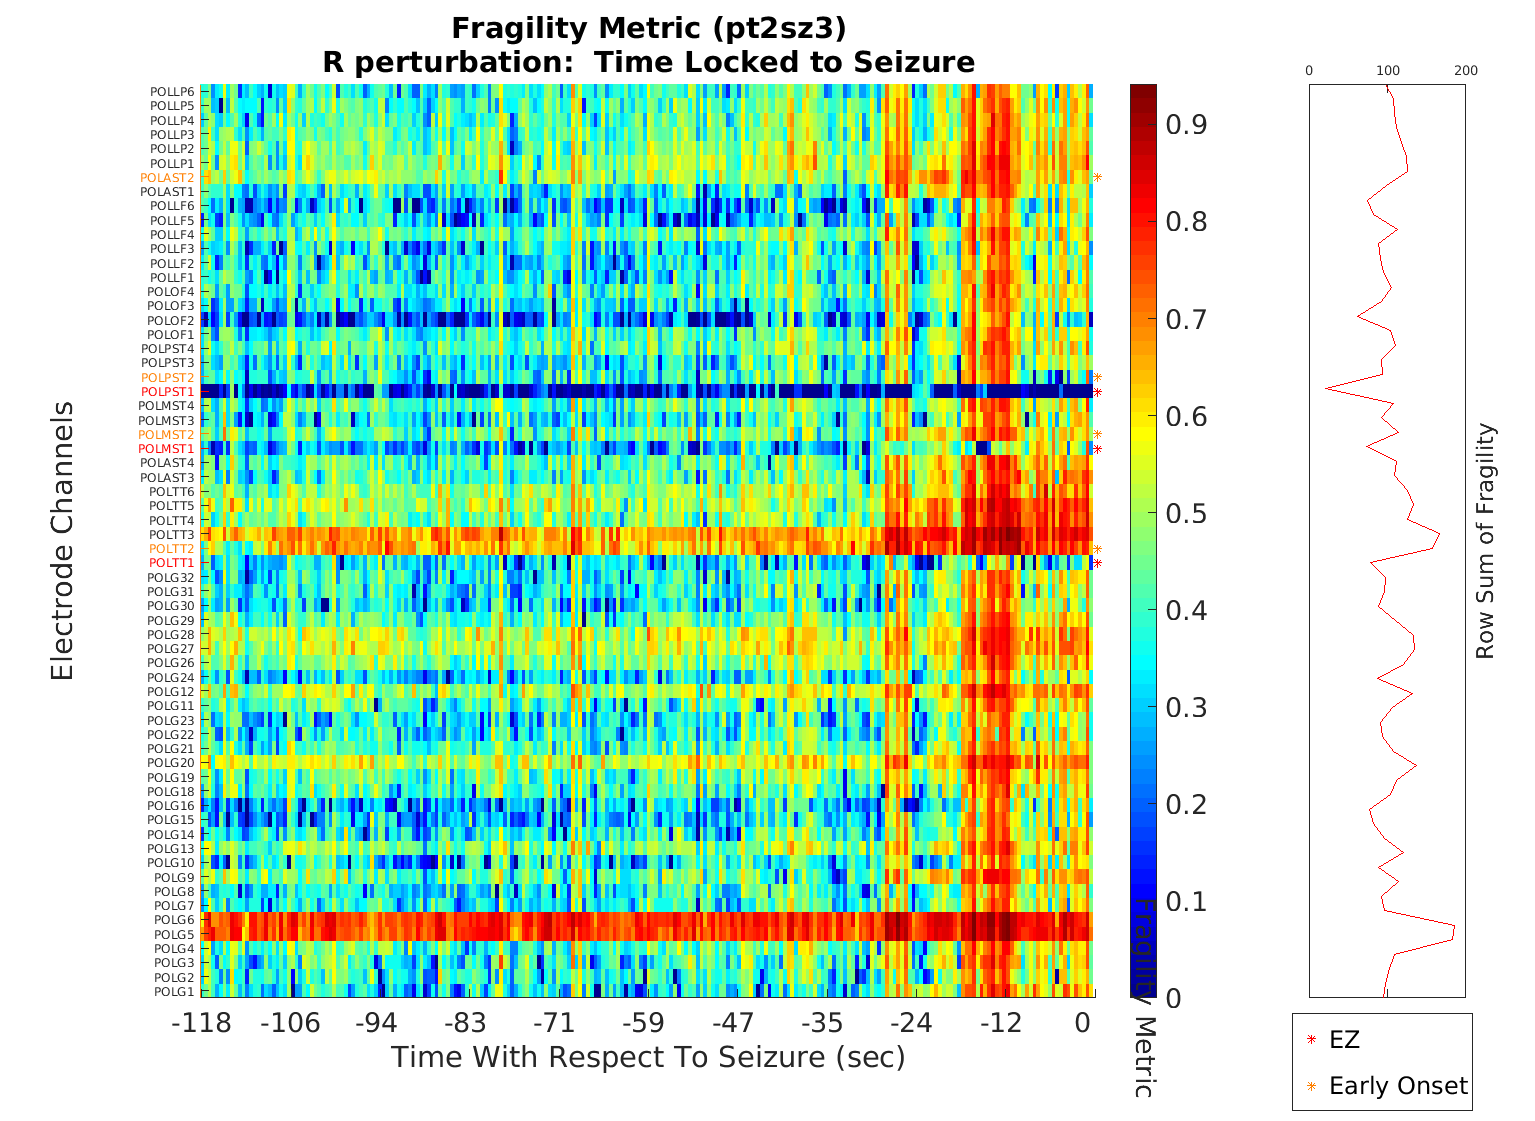 Fragility Metric (pt2sz3)
R perturbation:  Time Locked to Seizure
Electrode Channels
POLLP6
POLLP5
POLLP4
POLLP3
POLLP2
POLLP1
POLAST2
POLAST1
POLLF6
POLLF5
POLLF4
POLLF3
POLLF2
POLLF1
POLOF4
POLOF3
POLOF2
POLOF1
POLPST4
POLPST3
POLPST2
POLPST1
POLMST4
POLMST3
POLMST2
POLMST1
POLAST4
POLAST3
POLTT6
POLTT5
POLTT4
POLTT3
POLTT2
POLTT1
POLG32
POLG31
POLG30
POLG29
POLG28
POLG27
POLG26
POLG24
POLG12
POLG11
POLG23
POLG22
POLG21
POLG20
POLG19
POLG18
POLG16
POLG15
POLG14
POLG13
POLG10
POLG9
POLG8
POLG7
POLG6
POLG5
POLG4
POLG3
POLG2
POLG1
-118 -106 -94 -83 -71 -59 -47 -35 -24 -12 0
Time With Respect To Seizure (sec)
0.9
0.8
0.7
0.6
0.5
0.4
0.3
0.2
0.1
0
Fragility Metric
0 100 200
Row Sum of Fragility
EZ
Early Onset